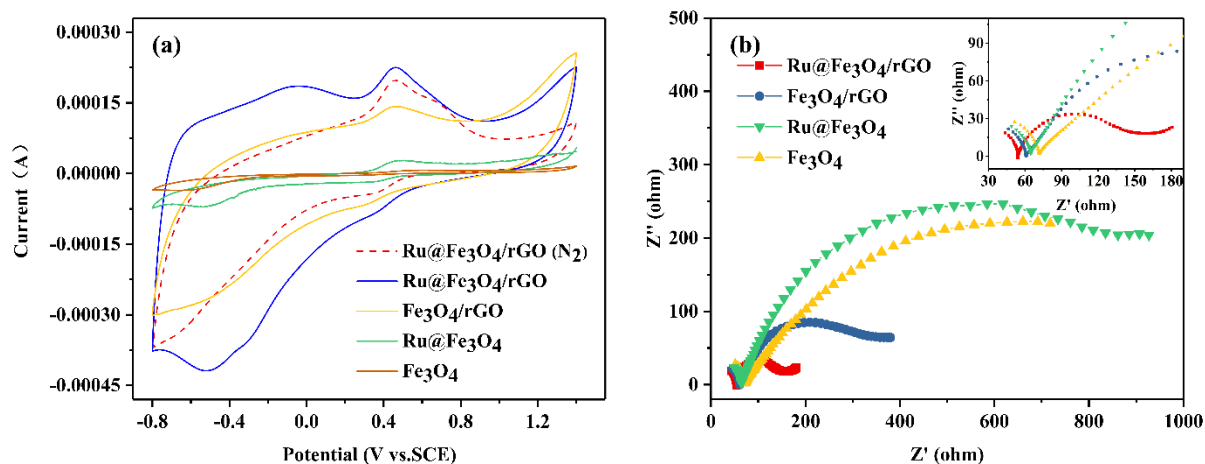 (a)
0.00030
0.00015
0.00000
-0.00015
-0.00030
-0.00045
Current（A）
-0.8 -0.4 0.0 0.4 0.8 1.2
Potential (V vs.SCE)
Ru@Fe3O4/rGO (N2)
Ru@Fe3O4/rGO
Fe3O4/rGO
Ru@Fe3O4
Fe3O4
(b)
500
400
300
200
100
0
Z'' (ohm)
0 200 400 600 800 1000
Z' (ohm)
Ru@Fe3O4/rGO
Fe3O4/rGO
Ru@Fe3O4
Fe3O4
90
60
30
0
Z'' (ohm)
30 60 90 120 150 180
Z' (ohm)